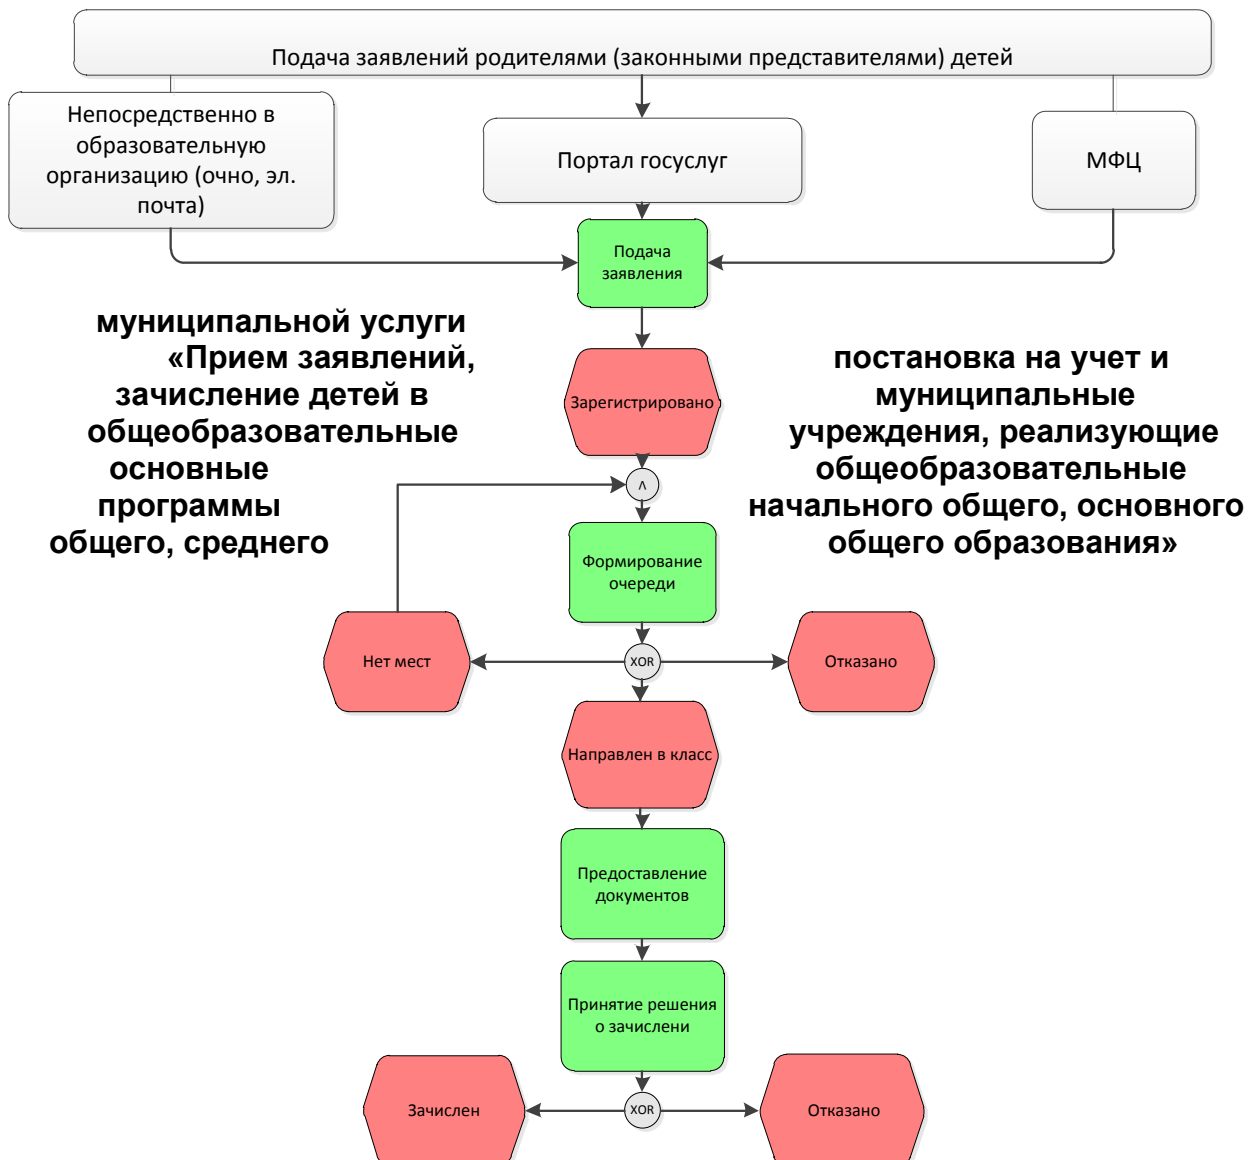 Подача заявлений родителями (законными представителями) детей
Непосредственно в
образовательную
организацию (очно, эл.
почта)
Портал госуслуг
МФЦ
Подача
заявления
муниципальной услуги
«Прием заявлений,
зачисление детей в
общеобразовательные
основные
программы
общего, среднего
постановка на учет и
муниципальные
учреждения, реализующие
общеобразовательные
начального общего, основного
общего образования»
Зарегистрировано
Λ
Формирование
очереди
Нет мест
XOR
Отказано
Направлен в класс
Предоставление
документов
Принятие решения
о зачислени
Зачислен
XOR
Отказано